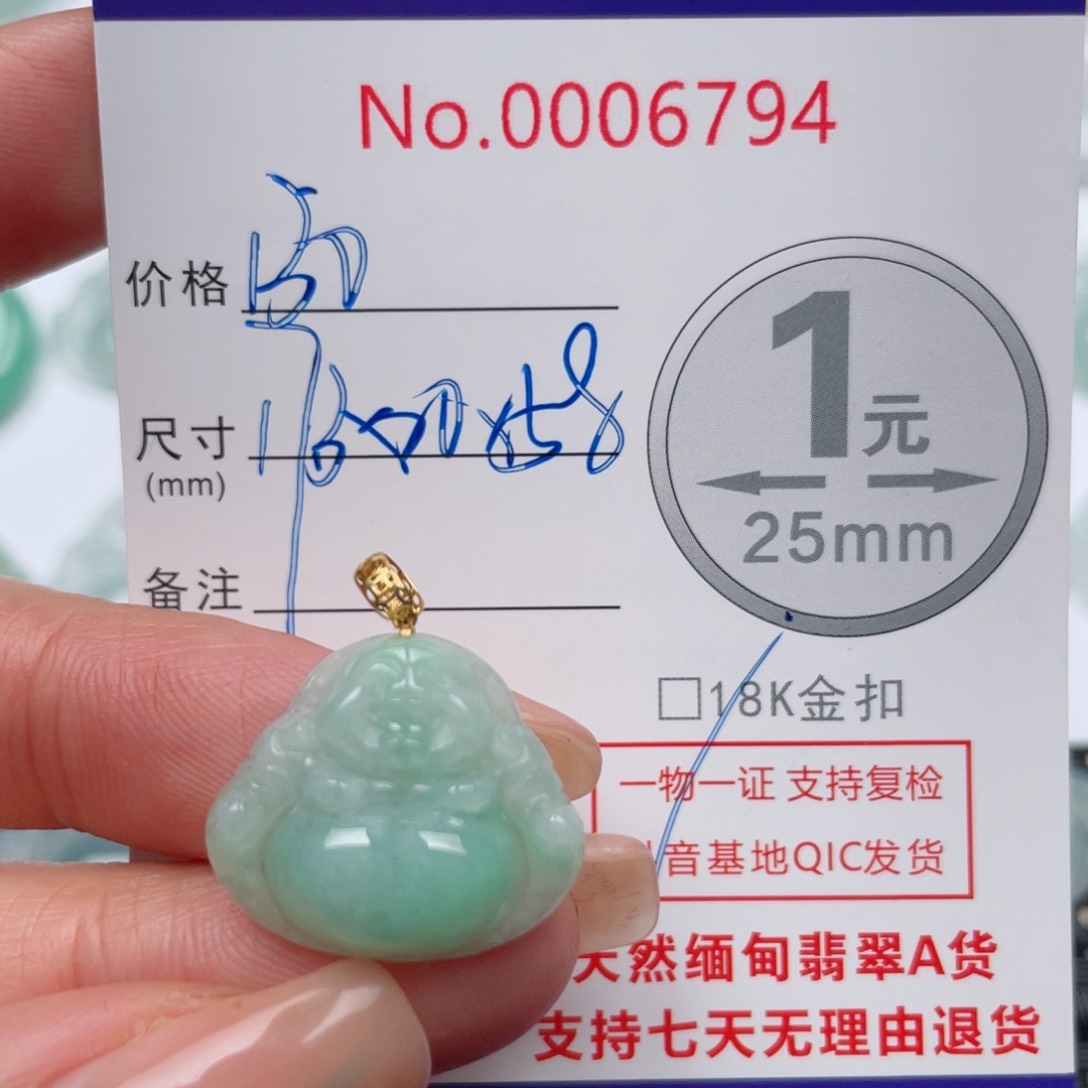 No.0006794
价格
尺寸
(mm)
备注
1元
25mm
□18K金扣
一物一证 支持复检
音基地QIC发货
天然缅甸翡翠A货
支持七天无理由退货